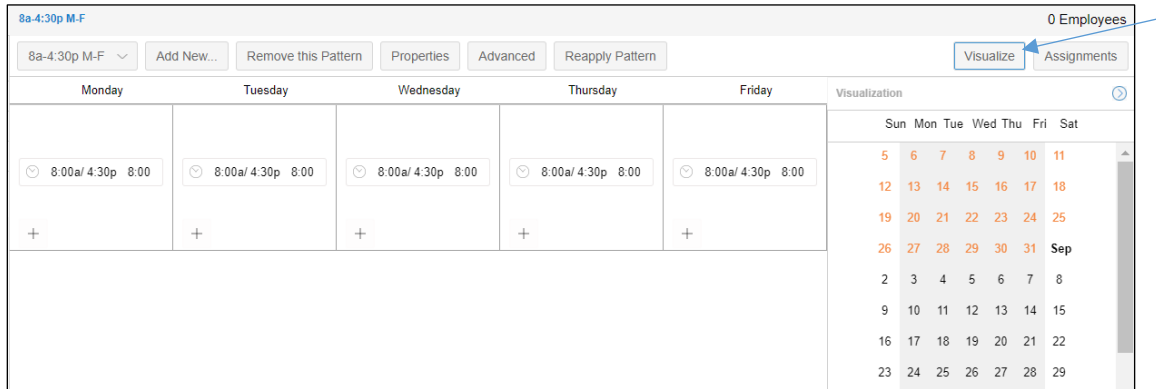 8a-4:30p M-F 0 Employees
8a-4:30p M-F Add New... Remove this Pattern Properties Advanced Reapply Pattern Visualize Assignments
Monday Tuesday Wednesday Thursday Friday
8:00a/ 4:30p 8:00 8:00a/ 4:30p 8:00 8:00a/ 4:30p 8:00 8:00a/ 4:30p 8:00 8:00a/ 4:30p 8:00
+ + + + +
Visualization
Sun Mon Tue Wed Thu Fri Sat
5 6 7 8 9 10 11
12 13 14 15 16 17 18
19 20 21 22 23 24 25
26 27 28 29 30 31 Sep
2 3 4 5 6 7 8
9 10 11 12 13 14 15
16 17 18 19 20 21 22
23 24 25 26 27 28 29